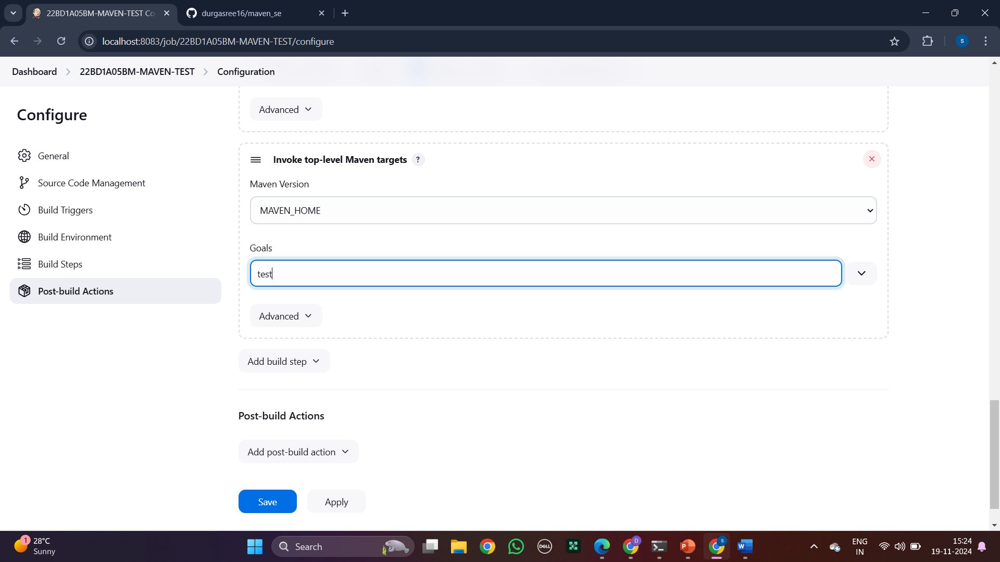 22BD1A05BM-MAVEN-TEST Co
durgasree16/maven_se
localhost:8083/job/22BD1A05BM-MAVEN-TEST/configure
S
Dashboard
22BD1A05BM-MAVEN-TEST
Configuration
Configure
General
Source Code Management
Build Triggers
Build Environment
Build Steps
Post-build Actions
Advanced
Invoke top-level Maven targets ?
Maven Version
MAVEN_HOME
Goals
test
Advanced
Add build step
Post-build Actions
Add post-build action
Save
Apply
1
28°C
Sunny
Search
DELL
D
P
S
W
ENG
IN
15:24
19-11-2024